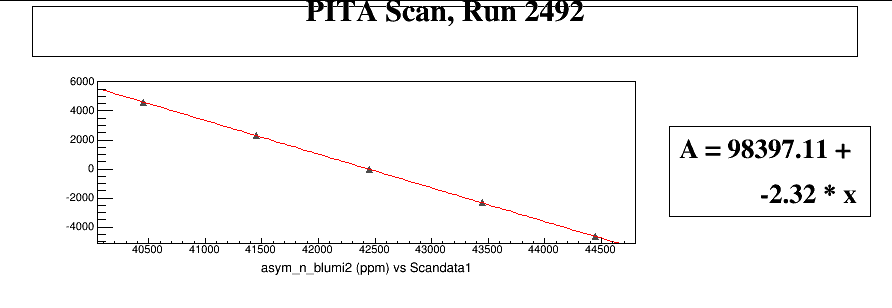 PITA Scan, Run 2492
6000
4000
2000
0
-2000
-4000
40500 41000 41500 42000 42500 43000 43500 44000 44500
asym_n_blumi2 (ppm) vs Scandata1
A = 98397.11 +
-2.32 * x